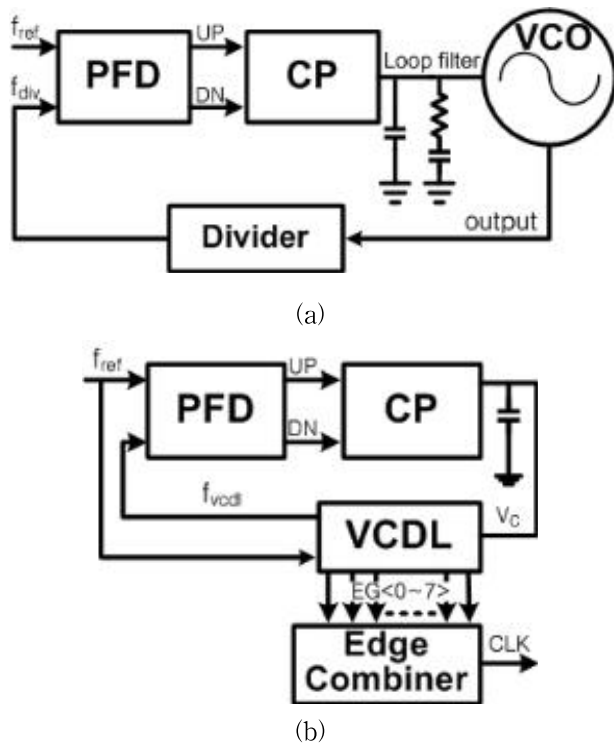 f_ref
UP
PFD
CP
Loop filter
VCO
f_div
DN
Divider
output
(a)
f_ref
UP
PFD
CP
DN
f_vcdl
VCDL
V_C
EG<0~7>
Edge
Combiner
CLK
(b)